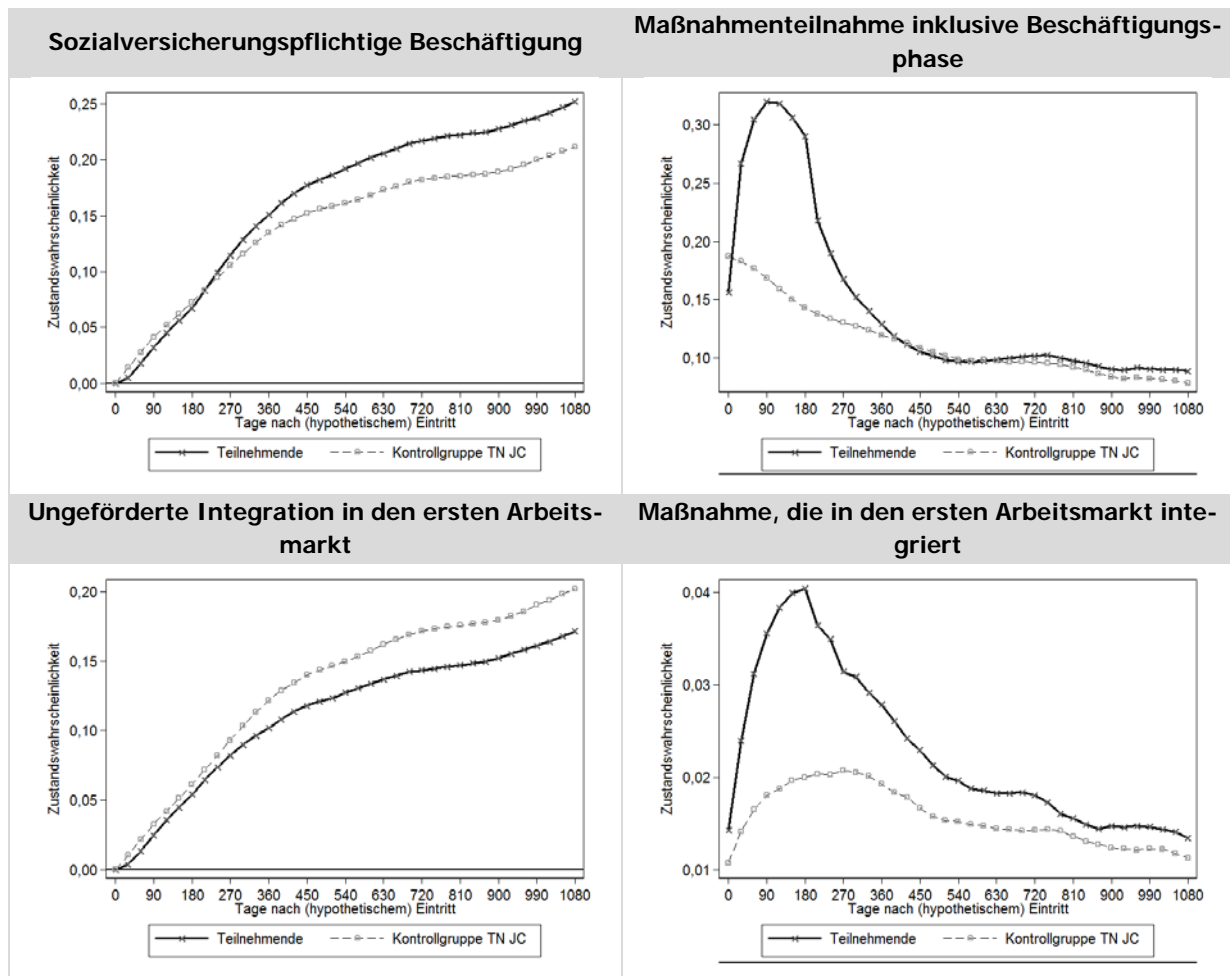 Sozialversicherungspflichtige Beschäftigung
Maßnahmenteilnahme inklusive Beschäftigungs-
phase
0,25
0,20
0,15
0,10
0,05
0,00
Zustandswahrscheinlichkeit
0 90 180 270 360 450 540 630 720 810 900 990 1080
Tage nach (hypothetischem) Eintritt
Teilnehmende Kontrollgruppe TN JC
0,30
0,25
0,20
0,15
0,10
Zustandswahrscheinlichkeit
0 90 180 270 360 450 540 630 720 810 900 990 1080
Tage nach (hypothetischem) Eintritt
Teilnehmende Kontrollgruppe TN JC
Ungeförderte Integration in den ersten Arbeits-
markt
Maßnahme, die in den ersten Arbeitsmarkt inte-
griert
0,20
0,15
0,10
0,05
0,00
Zustandswahrscheinlichkeit
0 90 180 270 360 450 540 630 720 810 900 990 1080
Tage nach (hypothetischem) Eintritt
Teilnehmende Kontrollgruppe TN JC
0,04
0,03
0,02
0,01
Zustandswahrscheinlichkeit
0 90 180 270 360 450 540 630 720 810 900 990 1080
Tage nach (hypothetischem) Eintritt
Teilnehmende Kontrollgruppe TN JC